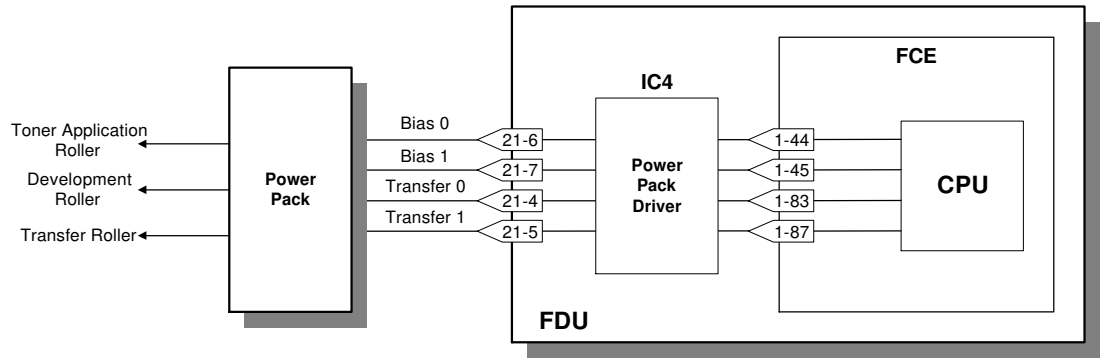 FCE
IC4
Toner Application
Roller
Development
Roller
Transfer Roller
Power
Pack
Bias 0
Bias 1
Transfer 0
Transfer 1
21-6
21-7
21-4
21-5
Power
Pack
Driver
1-44
1-45
1-83
1-87
CPU
FDU